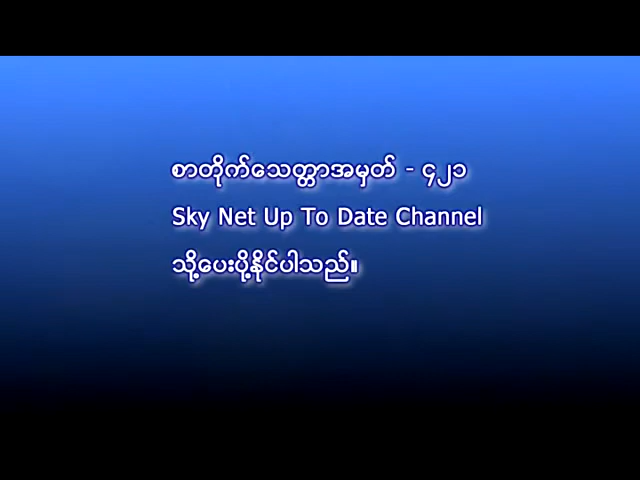 စာတိုက်သေတ္တာအမှတ် - ၄၂၁
Sky Net Up To Date Channel
သို့ပေးပို့နိုင်ပါသည်။